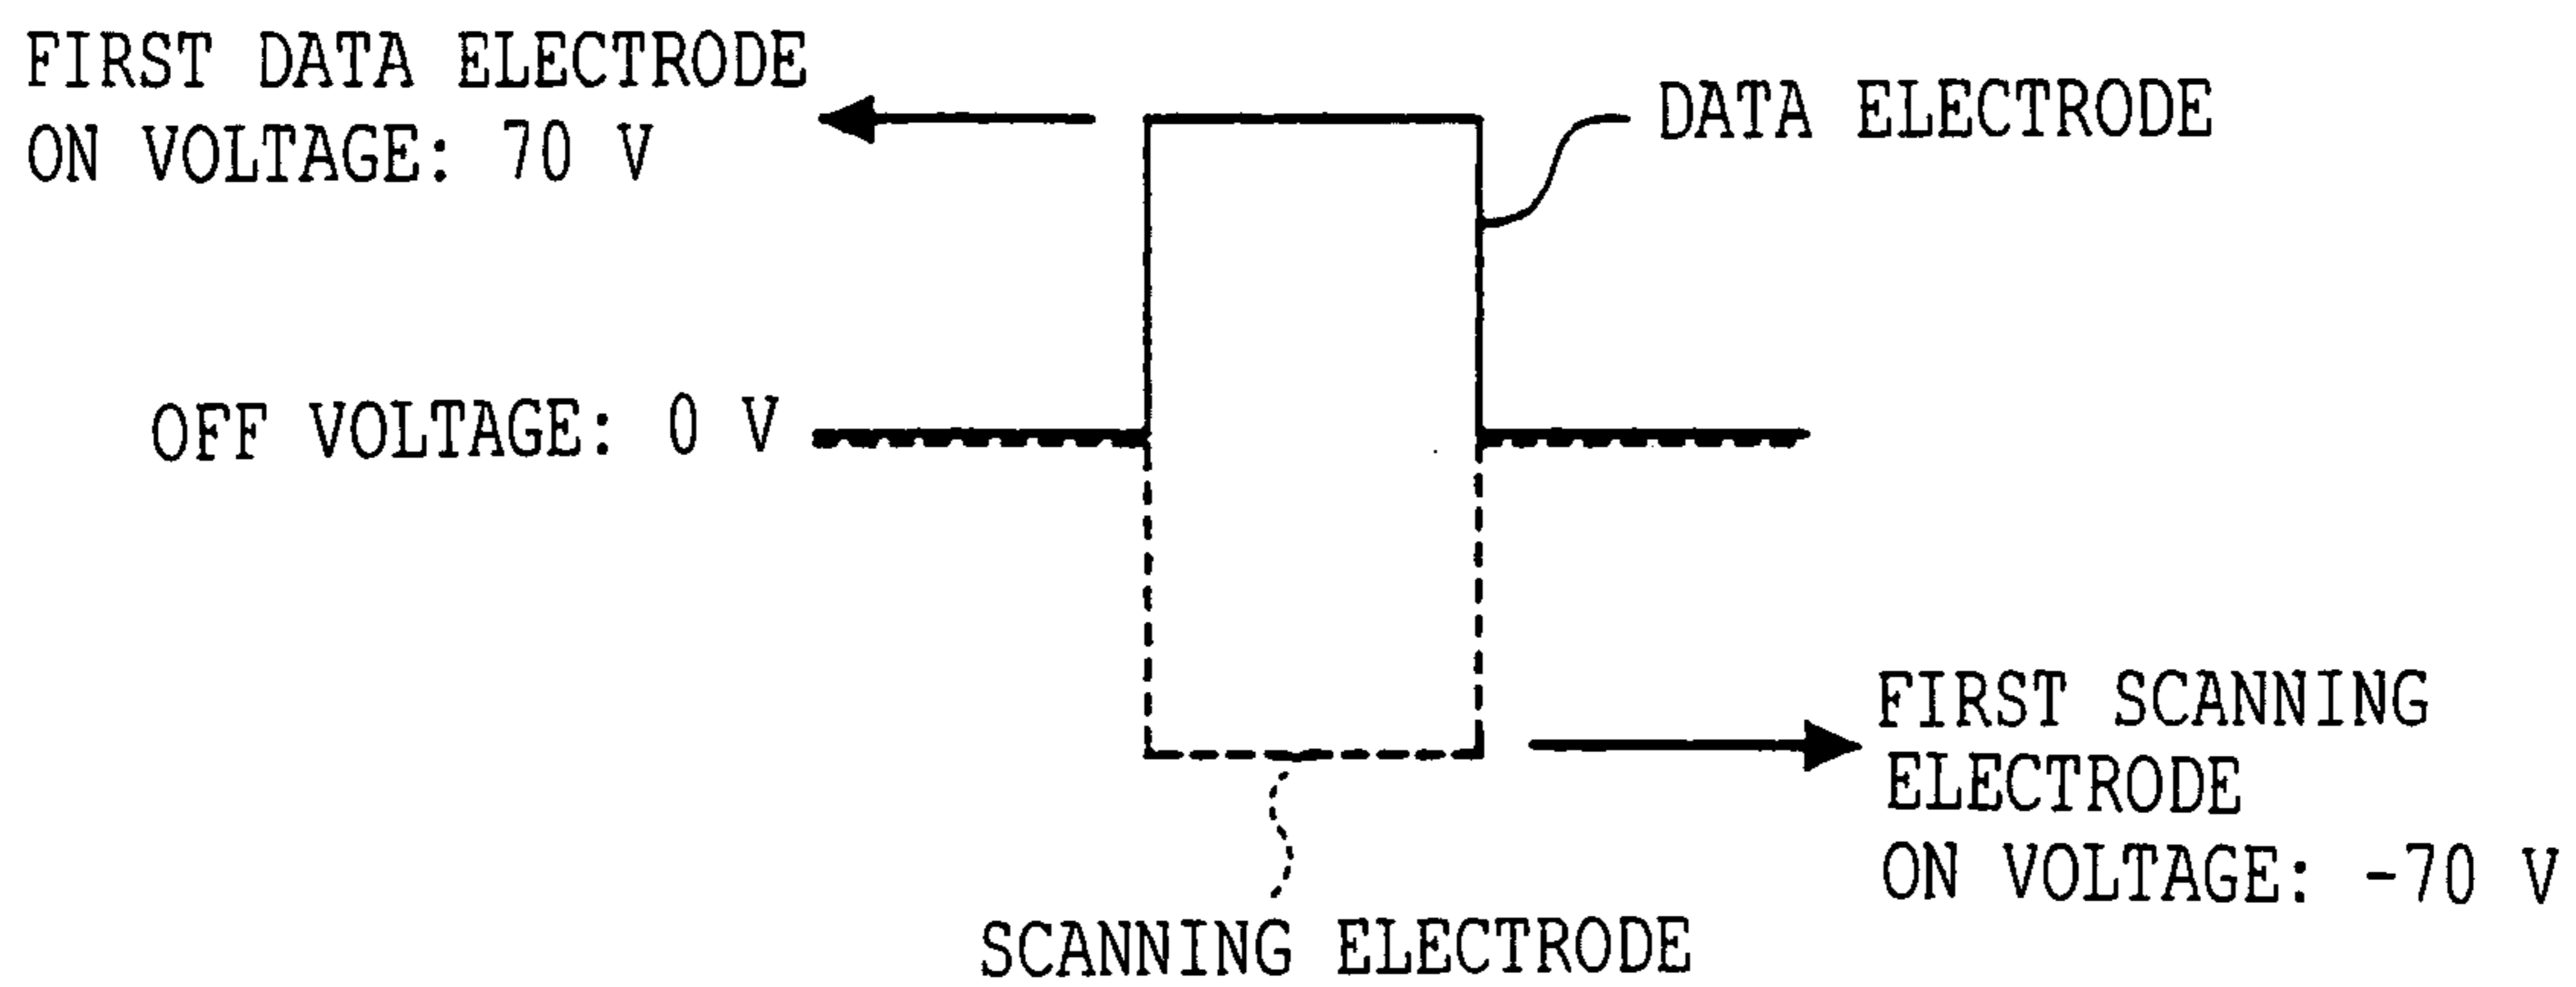 FIRST DATA ELECTRODE
ON VOLTAGE: 70 V
DATA ELECTRODE
OFF VOLTAGE: 0 V
FIRST SCANNING
ELECTRODE
ON VOLTAGE: -70 V
SCANNING ELECTRODE